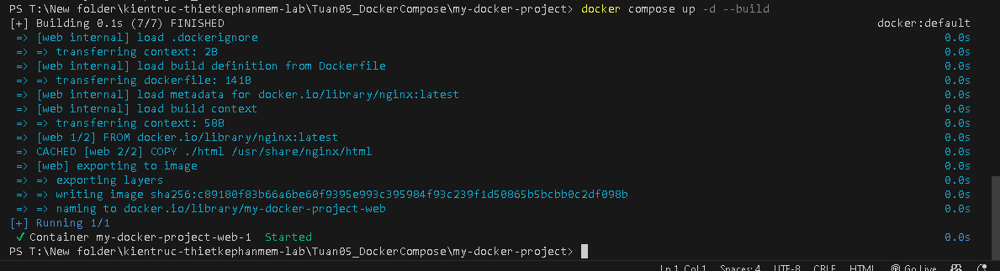 PS T:\New folder\kientruc-thietkephanmem-lab\Tuan05_DockerCompose\my-docker-project> docker compose up -d --build
[+] Building 0.1s (7/7) FINISHED docker:default
=> [web internal] load .dockerignore 0.0s
=> => transferring context: 2B 0.0s
=> [web internal] load build definition from Dockerfile 0.0s
=> => transferring dockerfile: 141B 0.0s
=> [web internal] load metadata for docker.io/library/nginx:latest 0.0s
=> [web internal] load build context 0.0s
=> => transferring context: 58B 0.0s
=> [web 1/2] FROM docker.io/library/nginx:latest 0.0s
=> CACHED [web 2/2] COPY ./html /usr/share/nginx/html 0.0s
=> [web] exporting to image 0.0s
=> => exporting layers 0.0s
=> => writing image sha256:c89180f83b66a6be60f9395e993c395984f93c239f1d50865b5bcbb0c2df098b 0.0s
=> => naming to docker.io/library/my-docker-project-web 0.0s
[+] Running 1/1
✓ Container my-docker-project-web-1 Started 0.0s
PS T:\New folder\kientruc-thietkephanmem-lab\Tuan05_DockerCompose\my-docker-project>
Ln 1, Col 1 Spaces: 4 UTF-8 CRLF HTML Go Live